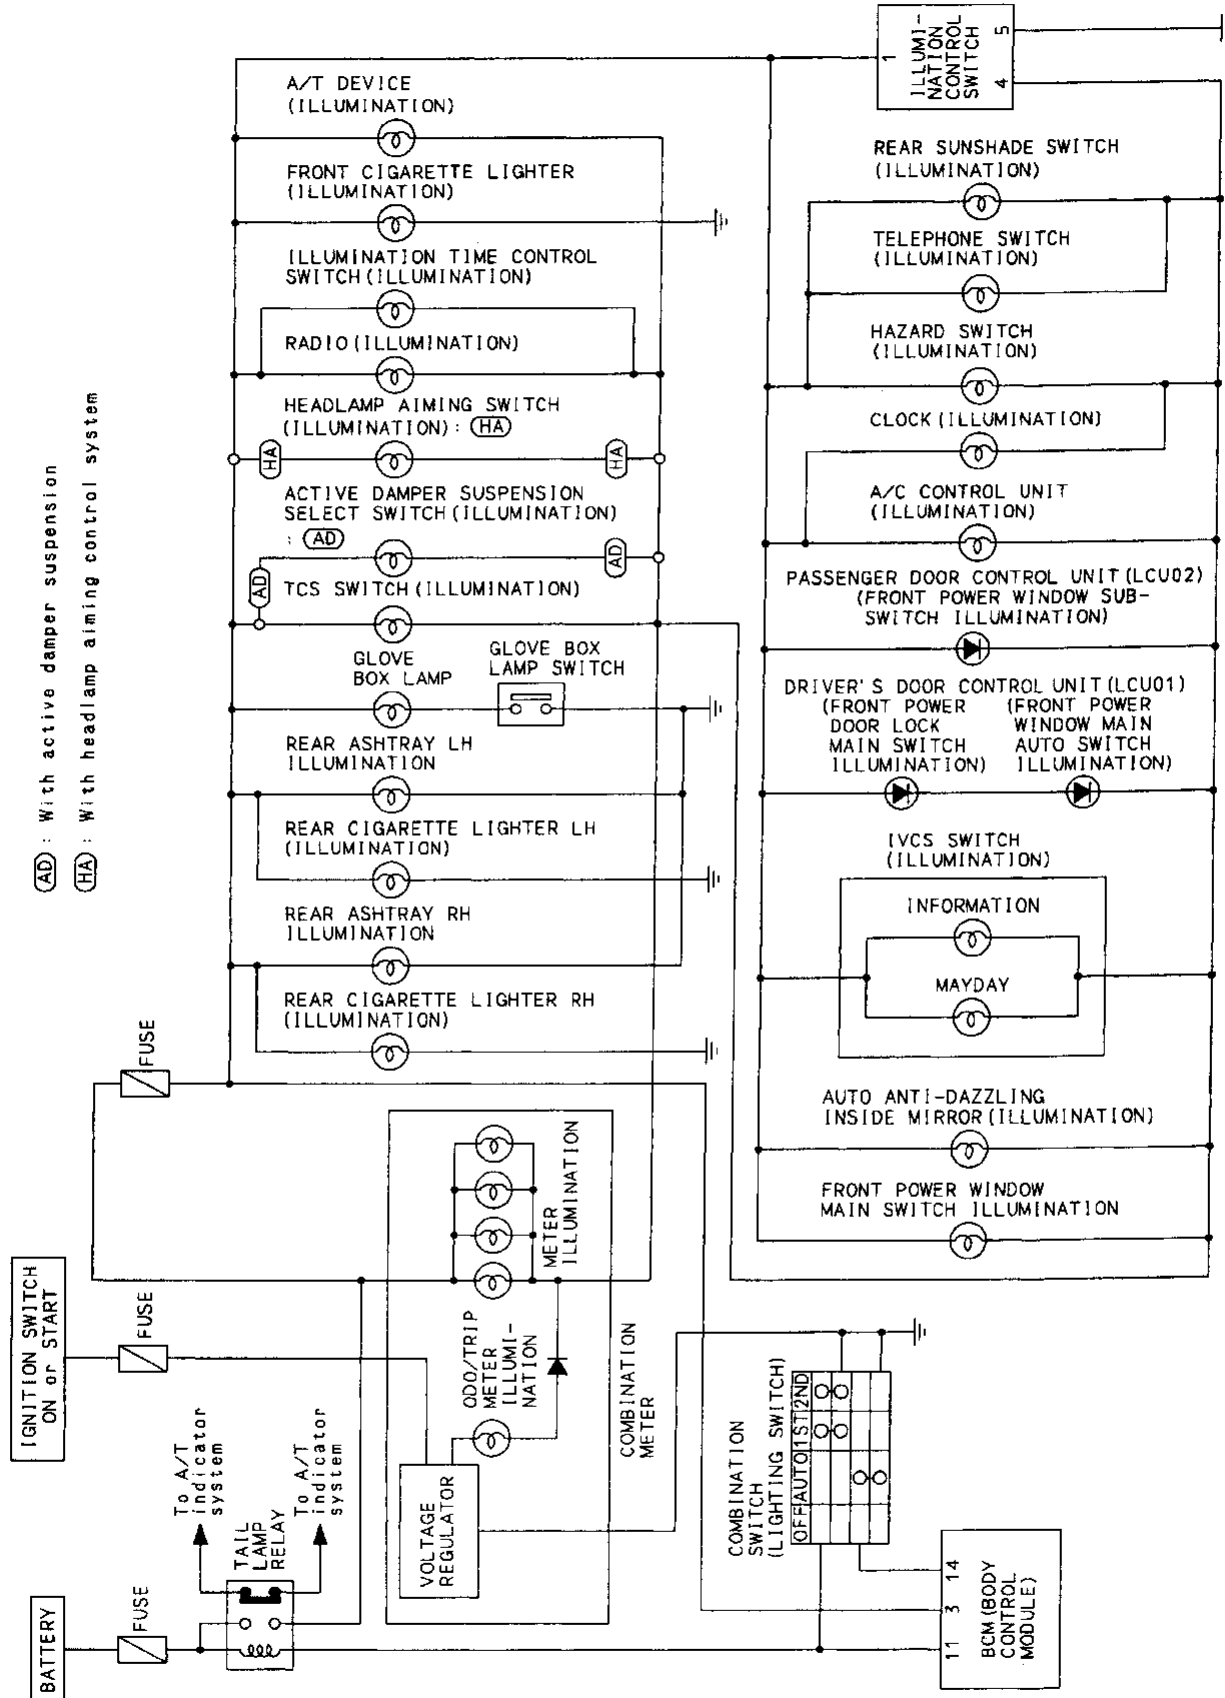 ILLUMI-
NATION
CONTROL
SWITCH
1
5
4
A/T DEVICE
(ILLUMINATION)
FRONT CIGARETTE LIGHTER
(ILLUMINATION)
ILLUMINATION TIME CONTROL
SWITCH(ILLUMINATION)
RADIO(ILLUMINATION)
HEADLAMP AIMING SWITCH
(ILLUMINATION): (HA)
HA
HA
ACTIVE DAMPER SUSPENSION
SELECT SWITCH(ILLUMINATION)
: (AD)
AD
AD
TCS SWITCH(ILLUMINATION)
GLOVE
BOX LAMP
GLOVE BOX
LAMP SWITCH
REAR ASHTRAY LH
ILLUMINATION
REAR CIGARETTE LIGHTER LH
(ILLUMINATION)
REAR ASHTRAY RH
ILLUMINATION
REAR CIGARETTE LIGHTER RH
(ILLUMINATION)
REAR SUNSHADE SWITCH
(ILLUMINATION)
TELEPHONE SWITCH
(ILLUMINATION)
HAZARD SWITCH
(ILLUMINATION)
CLOCK(ILLUMINATION)
A/C CONTROL UNIT
(ILLUMINATION)
PASSENGER DOOR CONTROL UNIT(LCU02)
(FRONT POWER WINDOW SUB-
SWITCH ILLUMINATION)
DRIVER'S DOOR CONTROL UNIT(LCU01)
(FRONT POWER
DOOR LOCK
MAIN SWITCH
ILLUMINATION)
(FRONT POWER
WINDOW MAIN
AUTO SWITCH
ILLUMINATION)
IVCS SWITCH
(ILLUMINATION)
INFORMATION
MAYDAY
AUTO ANTI-DAZZLING
INSIDE MIRROR(ILLUMINATION)
FRONT POWER WINDOW
MAIN SWITCH ILLUMINATION
(AD) : With active damper suspension
(HA) : With headlamp aiming control system
FUSE
IGNITION SWITCH
ON or START
FUSE
METER
ILLUMINATION
ODO/TRIP
METER
ILLUMI-
NATION
COMBINATION
METER
VOLTAGE
REGULATOR
To A/T
indicator
system
To A/T
indicator
system
TAIL
LAMP
RELAY
BATTERY
FUSE
COMBINATION
SWITCH
(LIGHTING SWITCH)
OFF AUTO 1ST 2ND
11 3 14
BCM(BODY
CONTROL
MODULE)